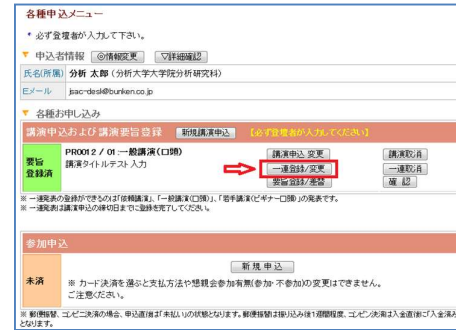 各種申込メニュー
• 必ず登壇者が入力して下さい。
▼ 申込者情報 ◎情報変更 ▽詳細確認
氏名(所属) 分析 太郎 (分析大学大学院分析研究科)
Eメール jsac-desk@bunken.co.jp
▼ 各種お申し込み
講演申込および講演要旨登録 新規講演申込 【必ず登壇者が入力してください】
要旨登録済
PR0012 / 01:一般講演(口頭)
講演タイトルテスト入力
講演申込 変更 講演取消
一連登録/変更 一連取消
要旨登録/差替 確 認
※ 一連発表の登録ができるのは「依頼講演」、「一般講演(口頭)」、「若手講演(ビギナー口頭)」の発表です。
※ 一連発表は講演申込の締切日までご登録を完了してください。
参加申込
未済
新 規 申 込
※ カード決済を選ぶと支払方法や懇親会参加有無(参加・不参加)の変更はできません。
ご注意ください。
※ 郵便振替、コンビニ決済の場合、申込直後は「未払い」の状態となります。郵便振替は振り込み後1週間程度、コンビニ決済は入金直後に「入金済み
となります。